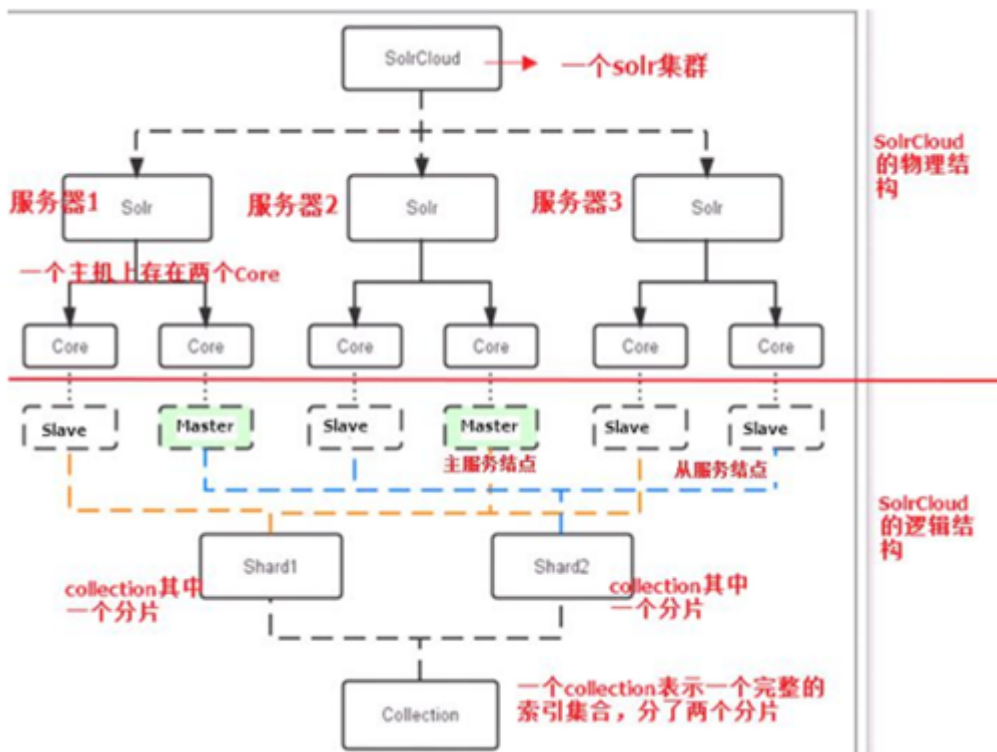 SolrCloud
一个solr集群
SolrCloud
的物理结
构
服务器1
Solr
服务器2
Solr
服务器3
Solr
一个主机上存在两个Core
Core
Core
Core
Core
Core
Core
Slave
Master
Slave
Master
Slave
Slave
主服务结点
从服务结点
SolrCloud
的逻辑结
构
Shard1
Shard2
collection其中
一个分片
collection其中
一个分片
Collection
一个collection表示一个完整的
索引集合，分了两个分片